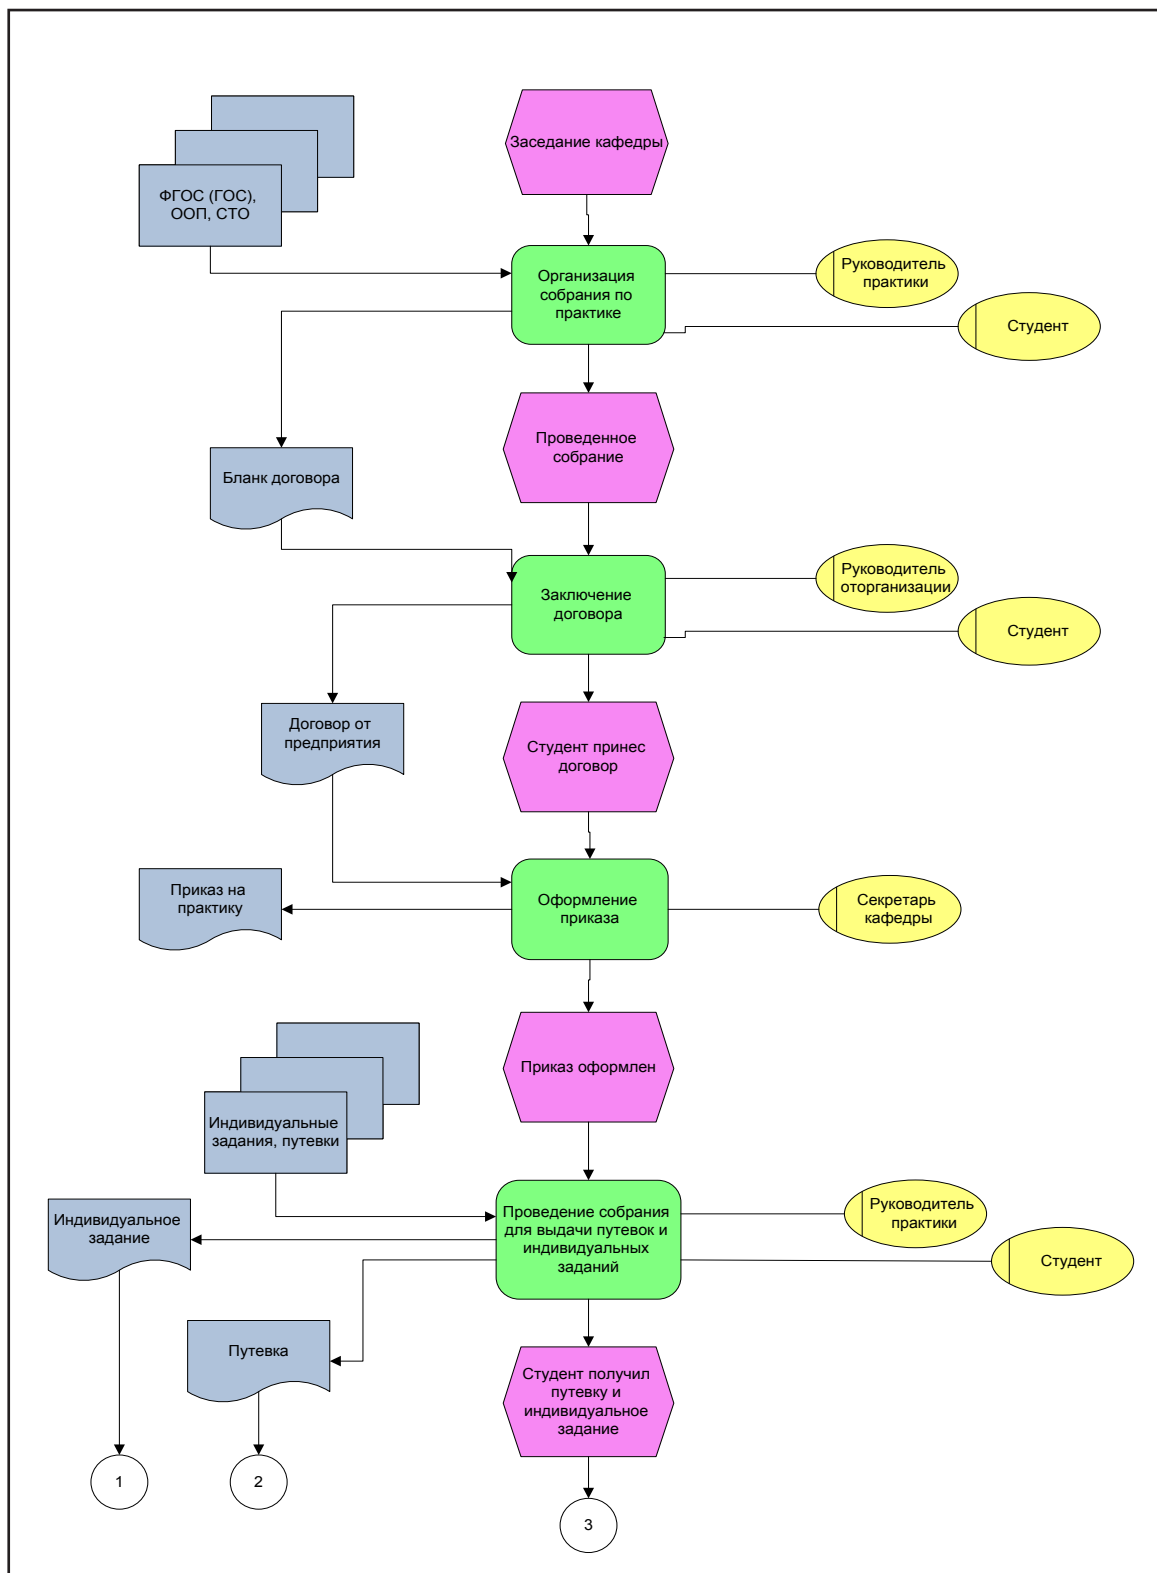 Заседание кафедры
ФГОС (ГОС),
ООП, СТО
Организация
собрания по
практике
Руководитель
практики
Студент
Проведенное
собрание
Бланк договора
Заключение
договора
Руководитель
оторганизации
Студент
Договор от
предприятия
Студент принес
договор
Приказ на
практику
Оформление
приказа
Секретарь
кафедры
Приказ оформлен
Индивидуальные
задания, путевки
Проведение собрания
для выдачи путевок и
индивидуальных
заданий
Руководитель
практики
Индивидуальное
задание
Студент
Путевка
Студент получил
путевку и
индивидуальное
задание
1
2
3